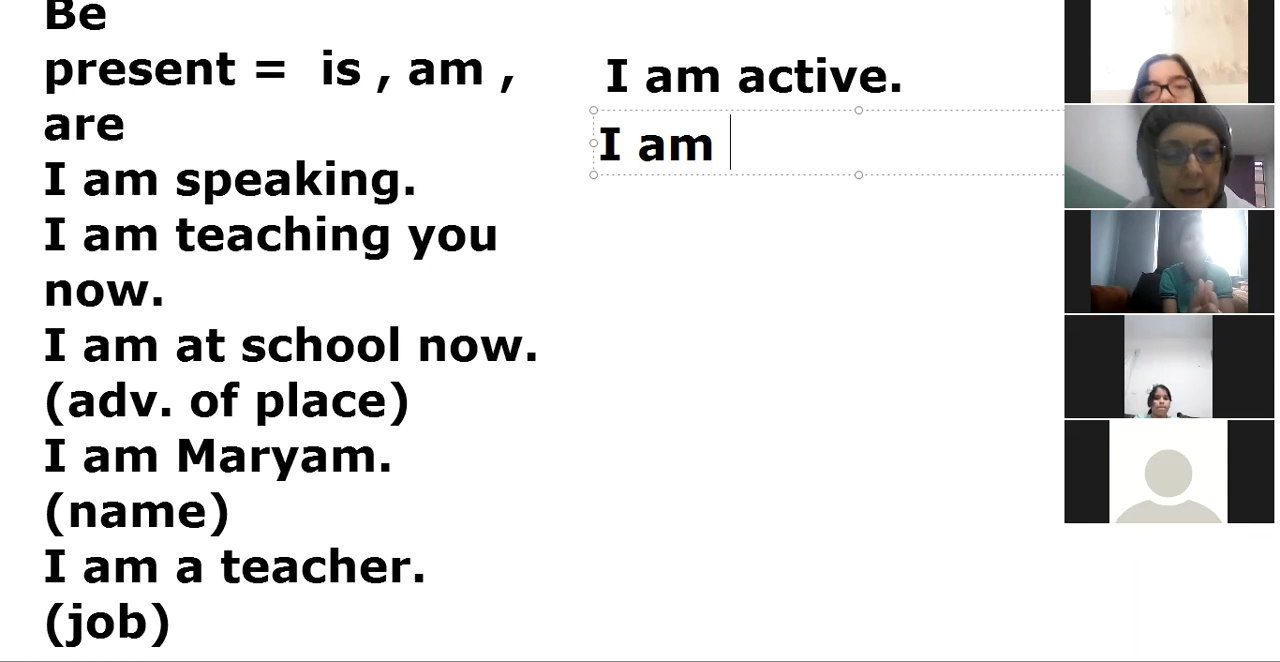 Be
present =  is , am ,
are
I am speaking.
I am teaching you
now.
I am at school now.
(adv. of place)
I am Maryam.
(name)
I am a teacher.
(job)
I am active.
I am